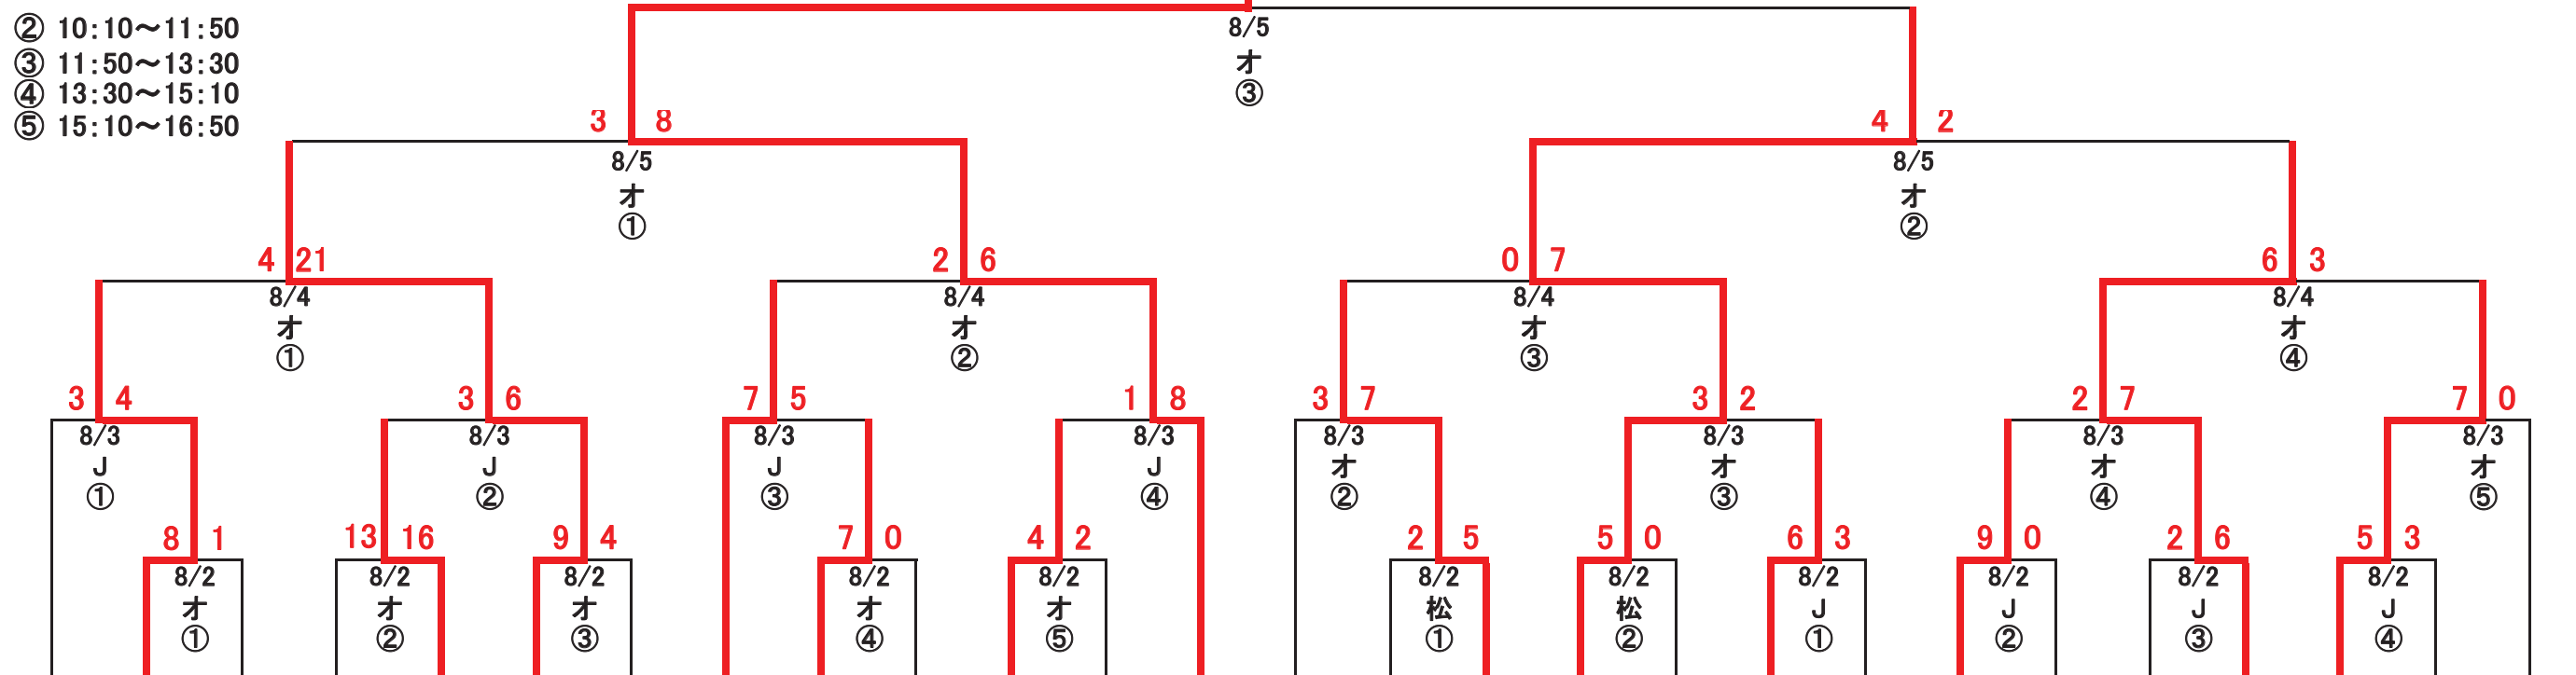 ② 10:10～11:50
③ 11:50～13:30
④ 13:30～15:10
⑤ 15:10～16:50
8/5
オ
③
3 8 4 2
8/5 8/5
オ オ
① ②
4 21 2 6 0 7 6 3
8/4 8/4 8/4 8/4
オ オ オ オ
① ② ③ ④
3 4 3 6 7 5 1 8 3 7 3 2 2 7 7 0
8/3 8/3 8/3 8/3 8/3 8/3 8/3 8/3
J J J J オ オ オ オ
① ② ③ ④ ② ③ ④ ⑤
8 1 13 16 9 4 7 0 4 2 2 5 5 0 6 3 9 0 2 6 5 3
8/2 8/2 8/2 8/2 8/2 8/2 8/2 8/2 8/2 8/2 8/2
オ オ オ オ オ 松 松 J J J J
① ② ③ ④ ⑤ ① ② ① ② ③ ④